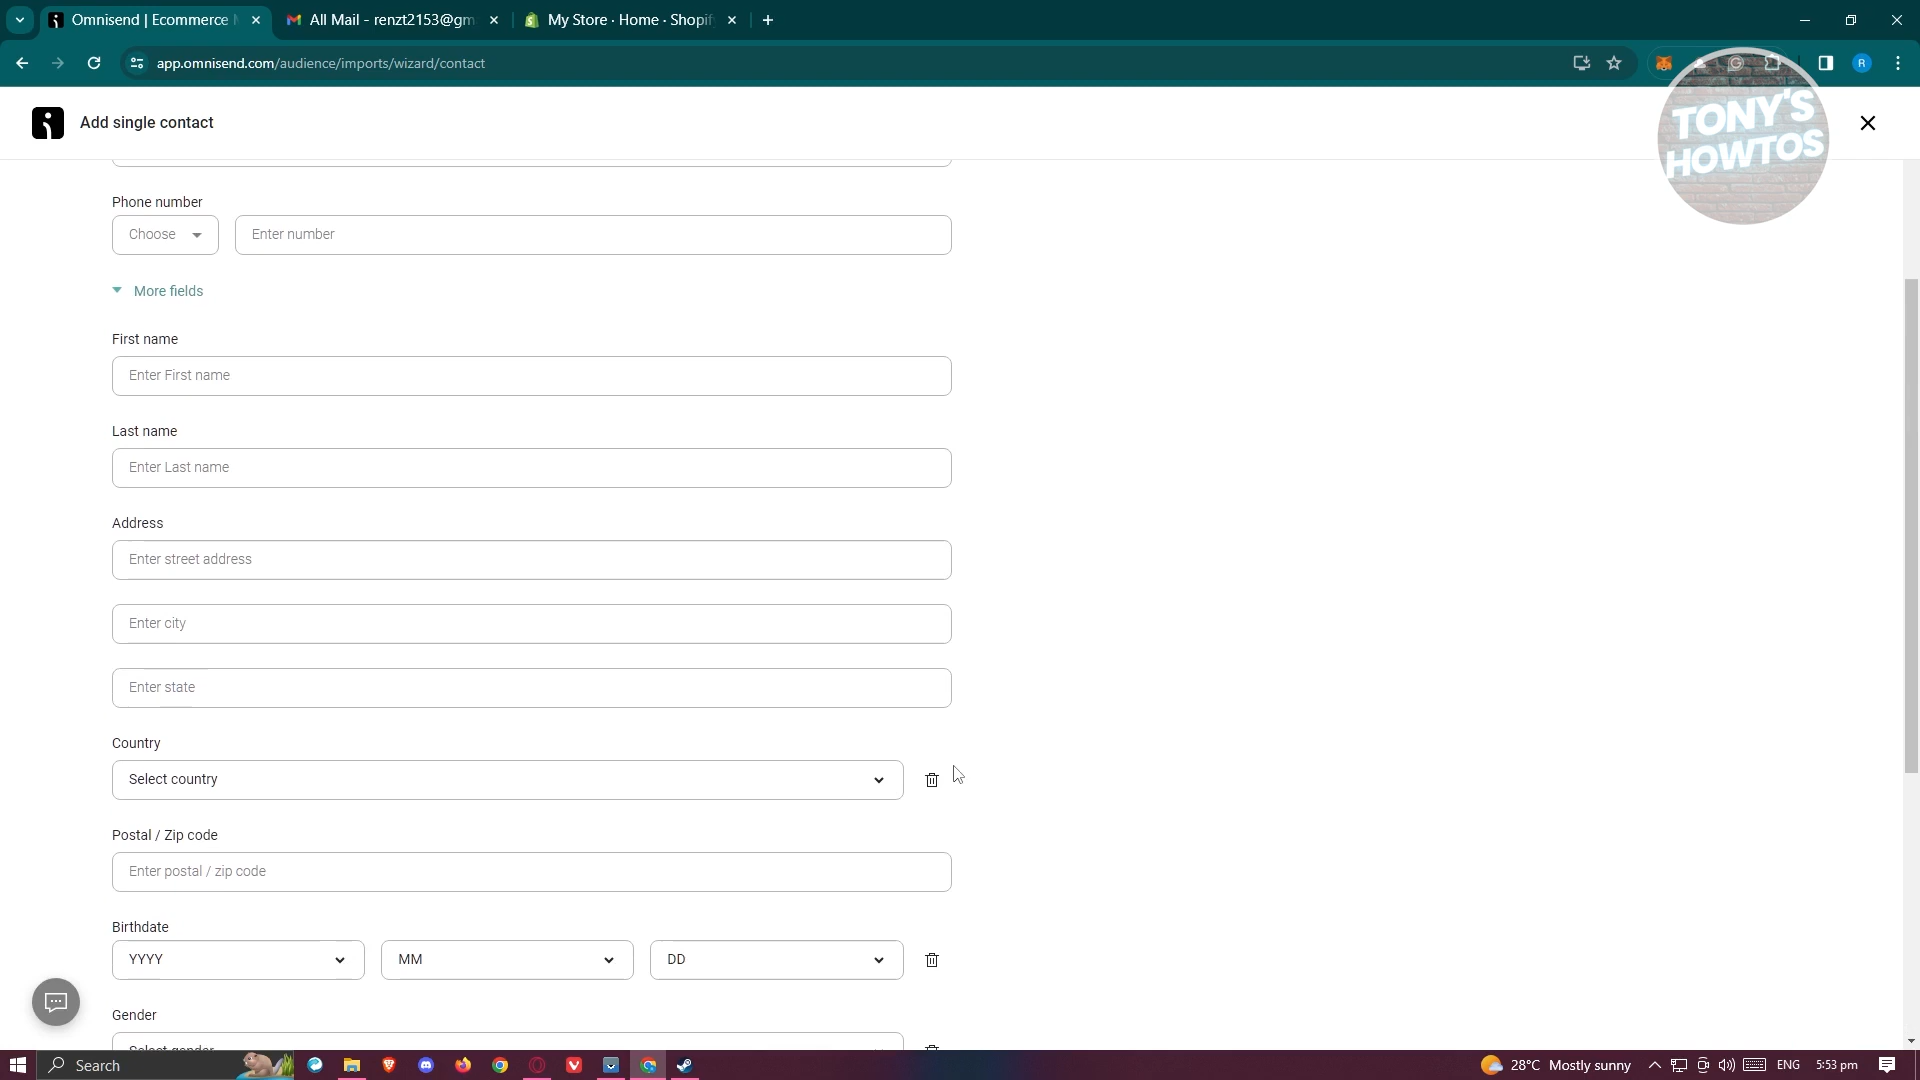 Omnisend | Ecommerce
All Mail - renzt2153@gm
My Store · Home · Shopif
app.omnisend.com/audience/imports/wizard/contact
R
TONY'S
HOWTOS
Add single contact
Phone number
Choose
Enter number
More fields
First name
Enter First name
Last name
Enter Last name
Address
Enter street address
Enter city
Enter state
Country
Select country
Postal / Zip code
Enter postal / zip code
Birthdate
YYYY
MM
DD
Gender
Select gender
Search
28°C Mostly sunny
ENG
5:53 pm